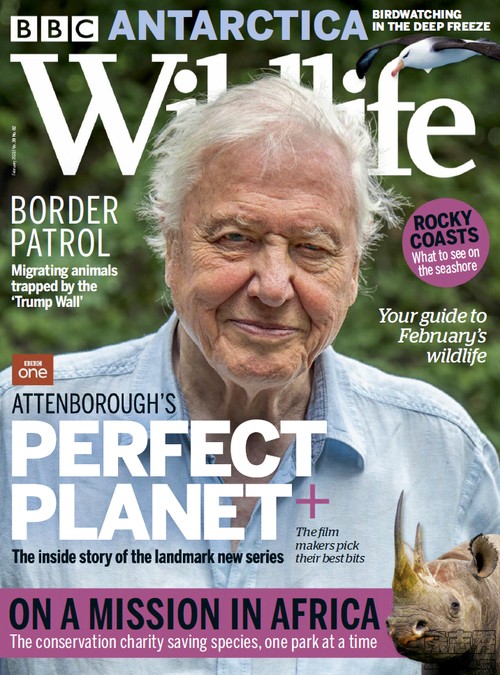 BBC
ANTARCTICA
BIRDWATCHING
IN THE DEEP FREEZE
Wildlife
BORDER
PATROL
Migrating animals
trapped by the
‘Trump Wall’
ROCKY
COASTS
What to see on
the seashore
Your guide to
February's
wildlife
BBC
one
ATTENBOROUGH'S
PERFECT
PLANET+
The inside story of the landmark new series
The film
makers pick
their best bits
ON A MISSION IN AFRICA
The conservation charity saving species, one park at a time